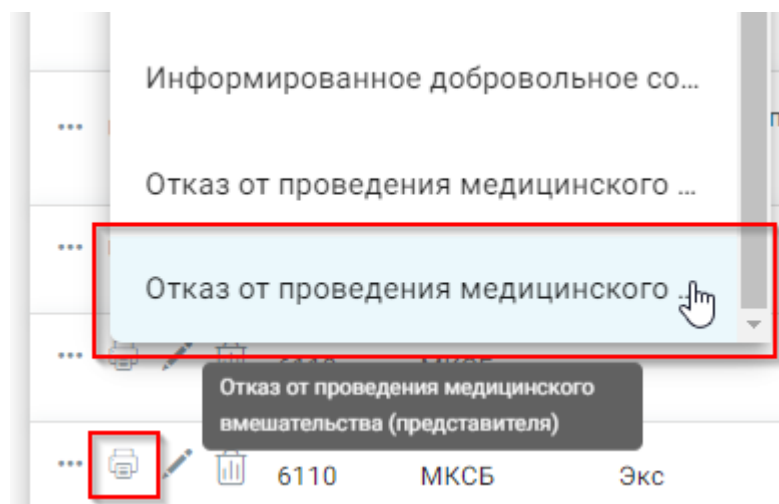 Информированное добровольное со...
Отказ от проведения медицинского ...
Отказ от проведения медицинского ...
Отказ от проведения медицинского
вмешательства (представителя)
6110 МКСБ Экс